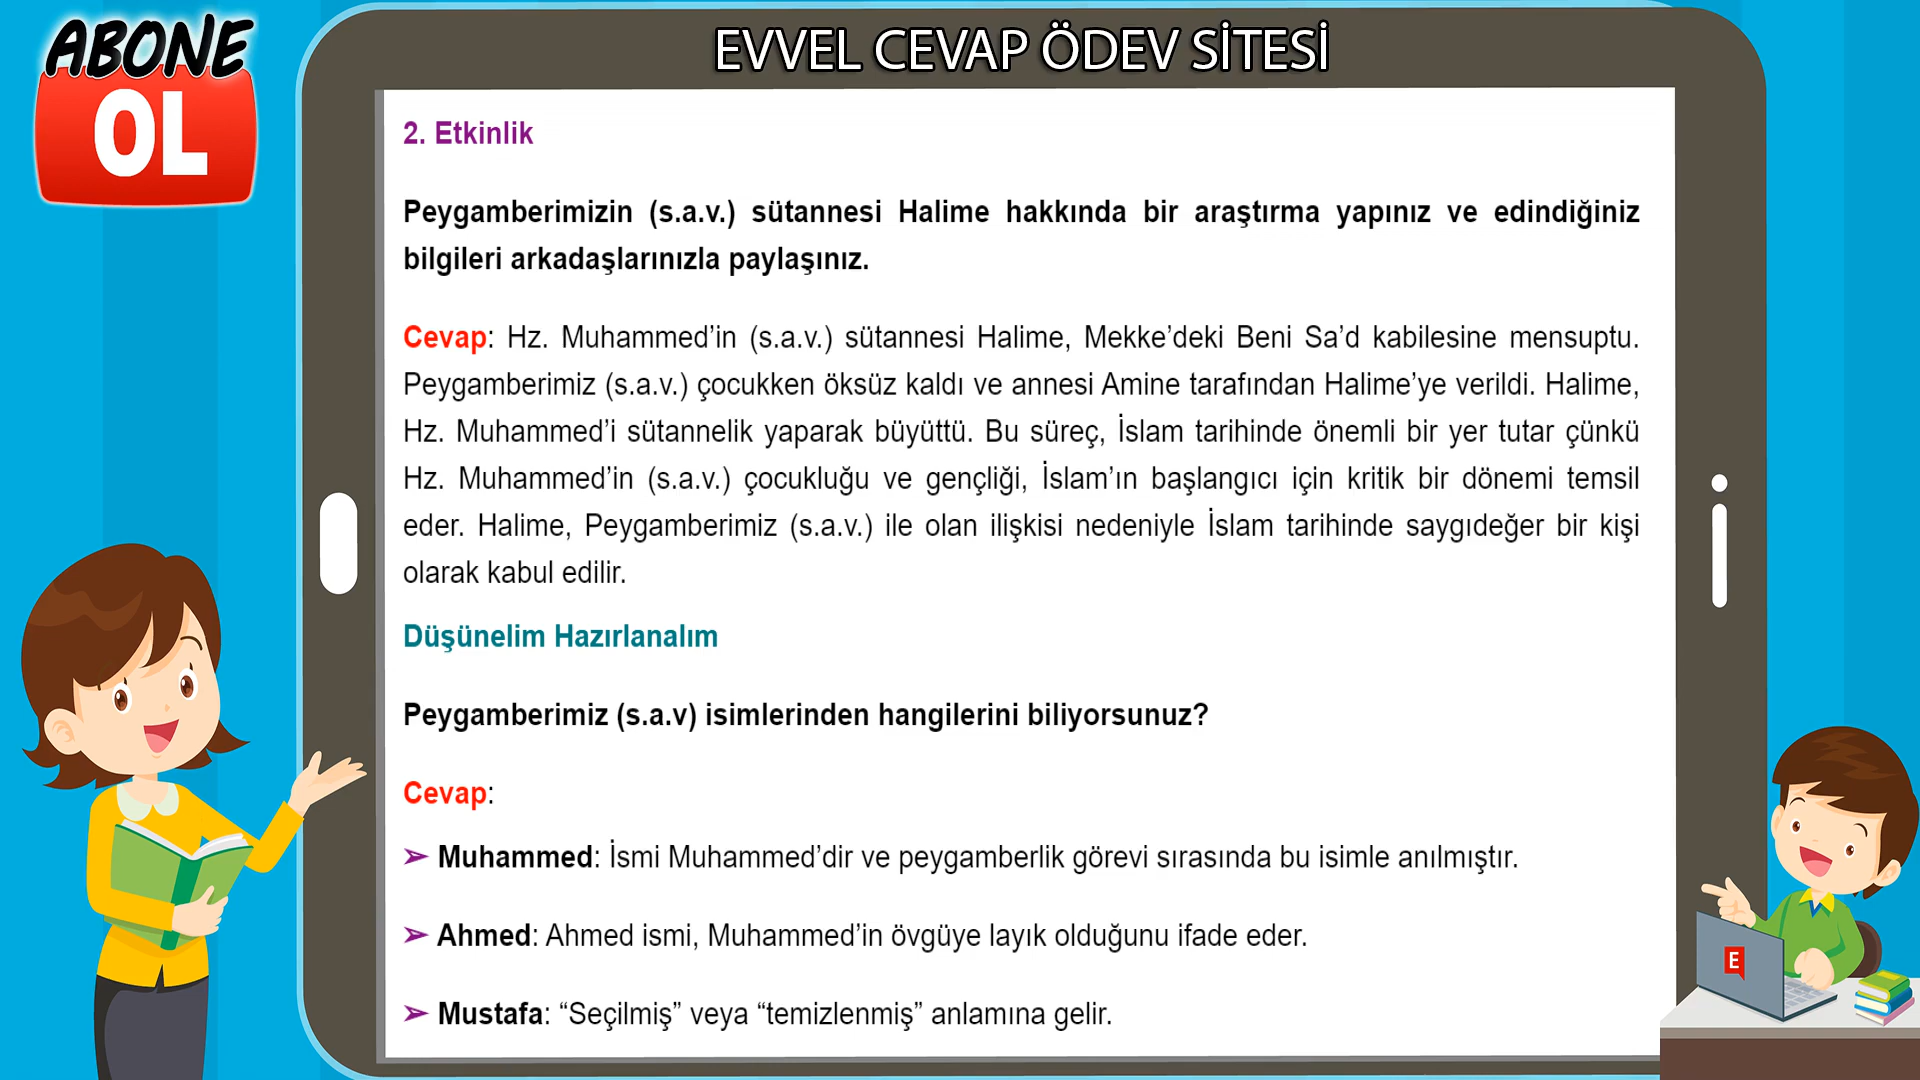 ABONE
OL
EVVEL CEVAP ÖDEV SİTESİ
2. Etkinlik
Peygamberimizin (s.a.v.) sütannesi Halime hakkında bir araştırma yapınız ve edindiğiniz
bilgileri arkadaşlarınızla paylaşınız.
Cevap: Hz. Muhammed’in (s.a.v.) sütannesi Halime, Mekke’deki Beni Sa’d kabilesine mensuptu.
Peygamberimiz (s.a.v.) çocukken öksüz kaldı ve annesi Amine tarafından Halime’ye verildi. Halime,
Hz. Muhammed’i sütannelik yaparak büyüttü. Bu süreç, İslam tarihinde önemli bir yer tutar çünkü
Hz. Muhammed’in (s.a.v.) çocukluğu ve gençliği, İslam’ın başlangıcı için kritik bir dönemi temsil
eder. Halime, Peygamberimiz (s.a.v.) ile olan ilişkisi nedeniyle İslam tarihinde saygıdeğer bir kişi
olarak kabul edilir.
Düşünelim Hazırlanalım
Peygamberimiz (s.a.v) isimlerinden hangilerini biliyorsunuz?
Cevap:
➢ Muhammed: İsmi Muhammed’dir ve peygamberlik görevi sırasında bu isimle anılmıştır.
➢ Ahmed: Ahmed ismi, Muhammed’in övgüye layık olduğunu ifade eder.
➢ Mustafa: “Seçilmiş” veya “temizlenmiş” anlamına gelir.
E